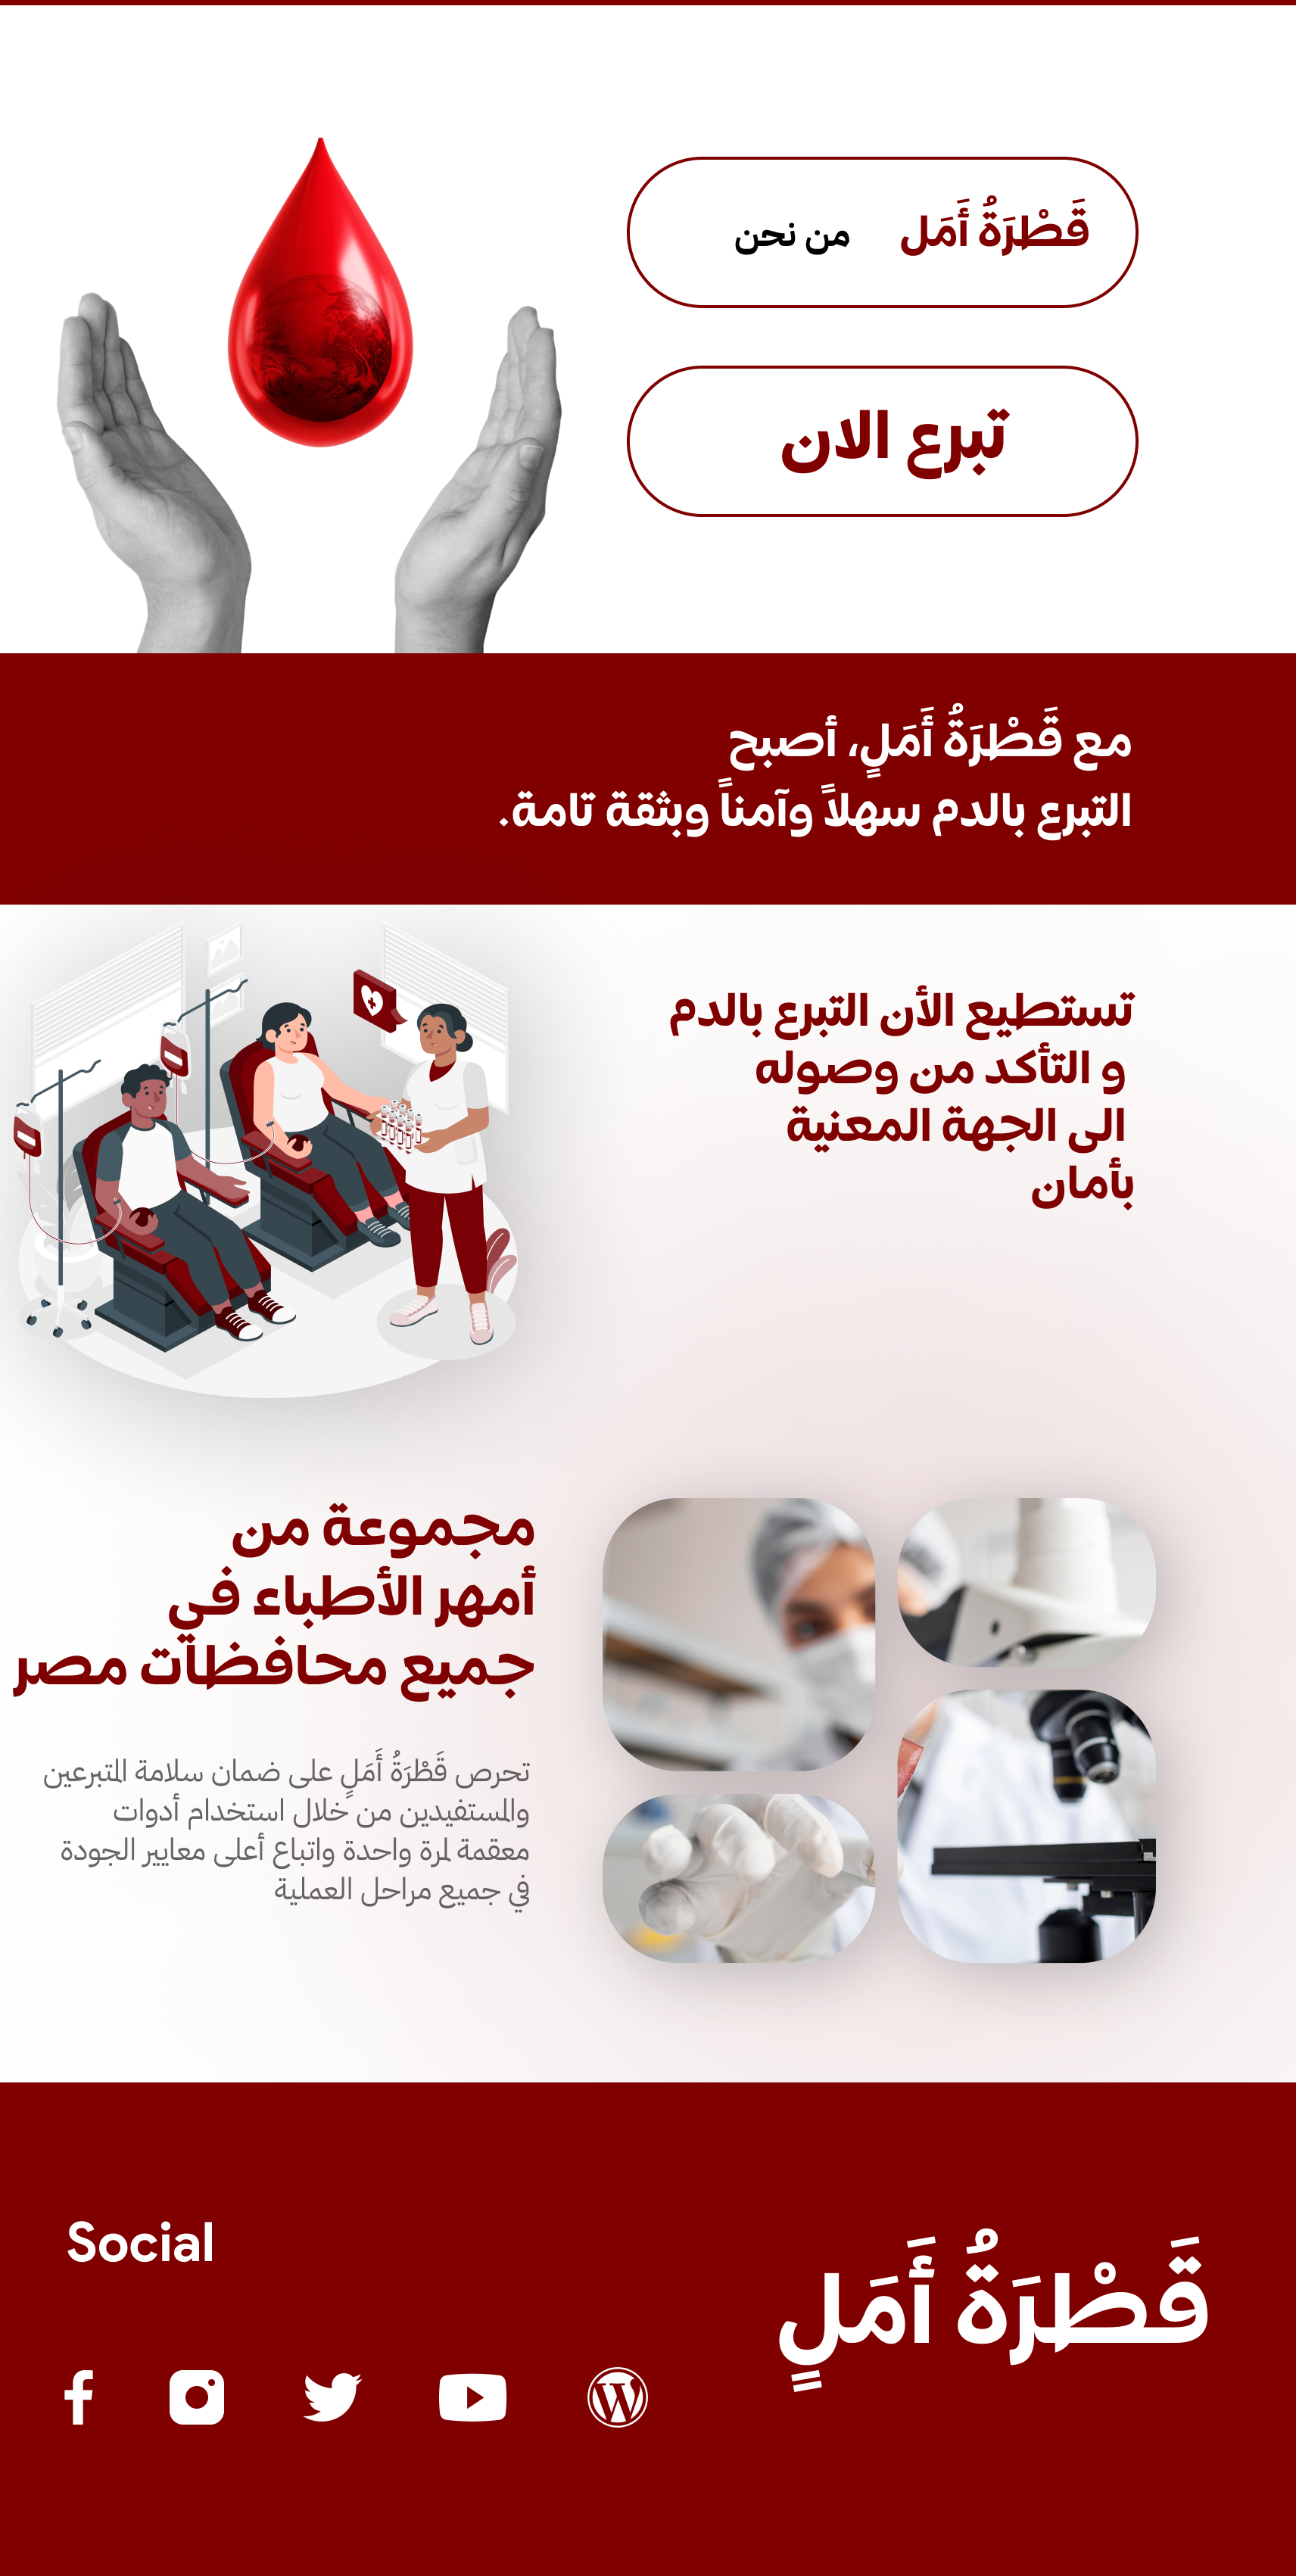 قَطْرَةُ أَمَل من نحن
تبرع الان
مع قَطْرَةُ أَمَلٍ، أصبح
التبرع بالدم سهلاً وآمناً وبثقة تامة.
تستطيع الأن التبرع بالدم
و التأكد من وصوله
الى الجهة المعنية
بأمان
مجموعة من
أمهر الأطباء في
جميع محافظات مصر
تحرص قَطْرَةُ أَمَلٍ على ضمان سلامة المتبرعين
والمستفيدين من خلال استخدام أدوات
معقمة لمرة واحدة واتباع أعلى معايير الجودة
في جميع مراحل العملية
قَطْرَةُ أَمَلٍ
Social